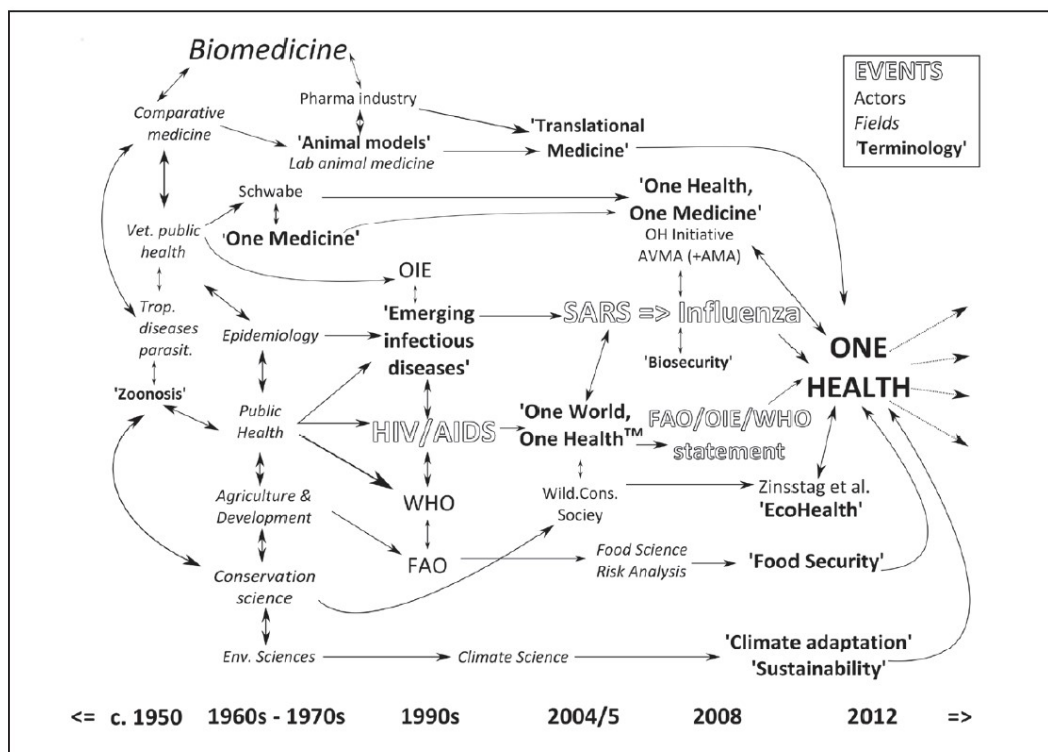 Biomedicine
EVENTS
Actors
Fields
'Terminology'
Comparative
medicine
Pharma industry
'Animal models'
Lab animal medicine
'Translational
Medicine'
Schwabe
'One Medicine'
'One Health,
One Medicine'
OH Initiative
AVMA (+AMA)
Vet. public
health
OIE
'Emerging
infectious
diseases'
SARS => Influenza
'Biosecurity'
Trop.
diseases
parasit.
Epidemiology
'Zoonosis'
ONE
HEALTH
Public
Health
HIV/AIDS
'One World,
One Health™
FAO/OIE/WHO
statement
Agriculture &
Development
WHO
Wild.Cons.
Sociey
Zinsstag et al.
'EcoHealth'
Conservation
science
FAO
Food Science
Risk Analysis
'Food Security'
Env. Sciences
Climate Science
'Climate adaptation'
'Sustainability'
<= c. 1950 1960s - 1970s 1990s 2004/5 2008 2012 =>